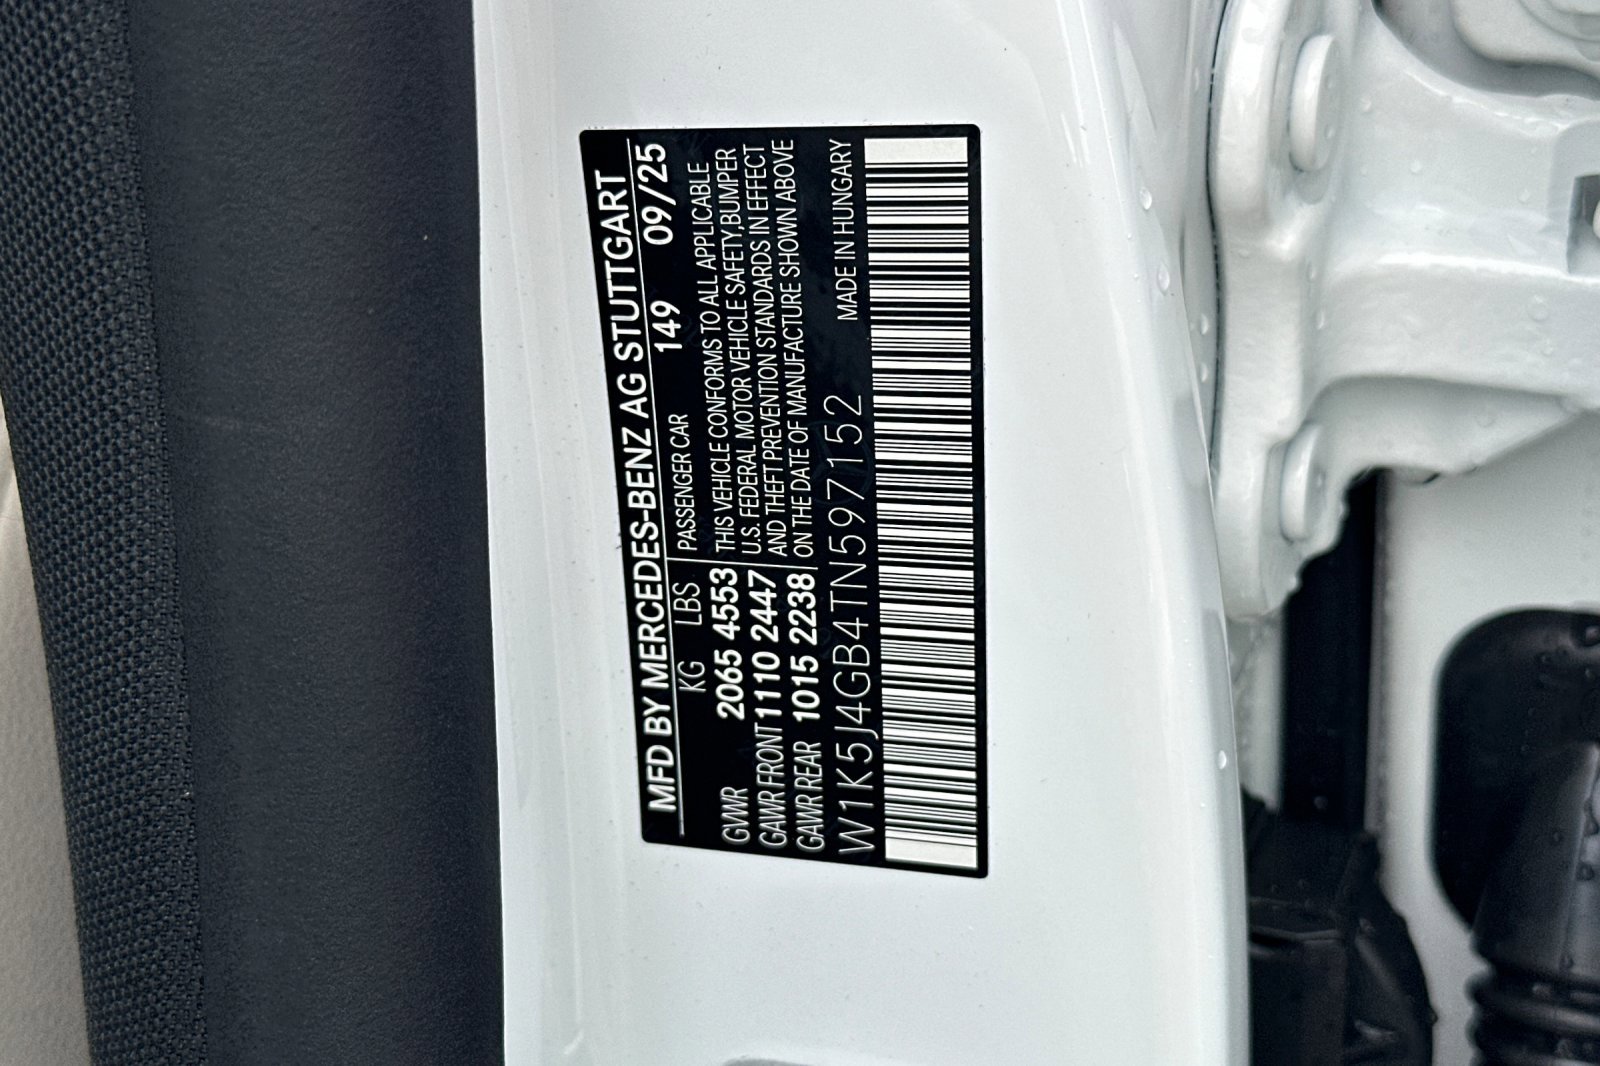 MFD BY MERCEDES-BENZ AG STUTTGART
KG LBS 149 09/25
PASSENGER CAR
GVWR 2065 4553 THIS VEHICLE CONFORMS TO ALL APPLICABLE
GAWR FRONT 1110 2447 U.S. FEDERAL MOTOR VEHICLE SAFETY,BUMPER
GAWR REAR 1015 2238 AND THEFT PREVENTION STANDARDS IN EFFECT
ON THE DATE OF MANUFACTURE SHOWN ABOVE
W1K5J4GB4TN597152 MADE IN HUNGARY